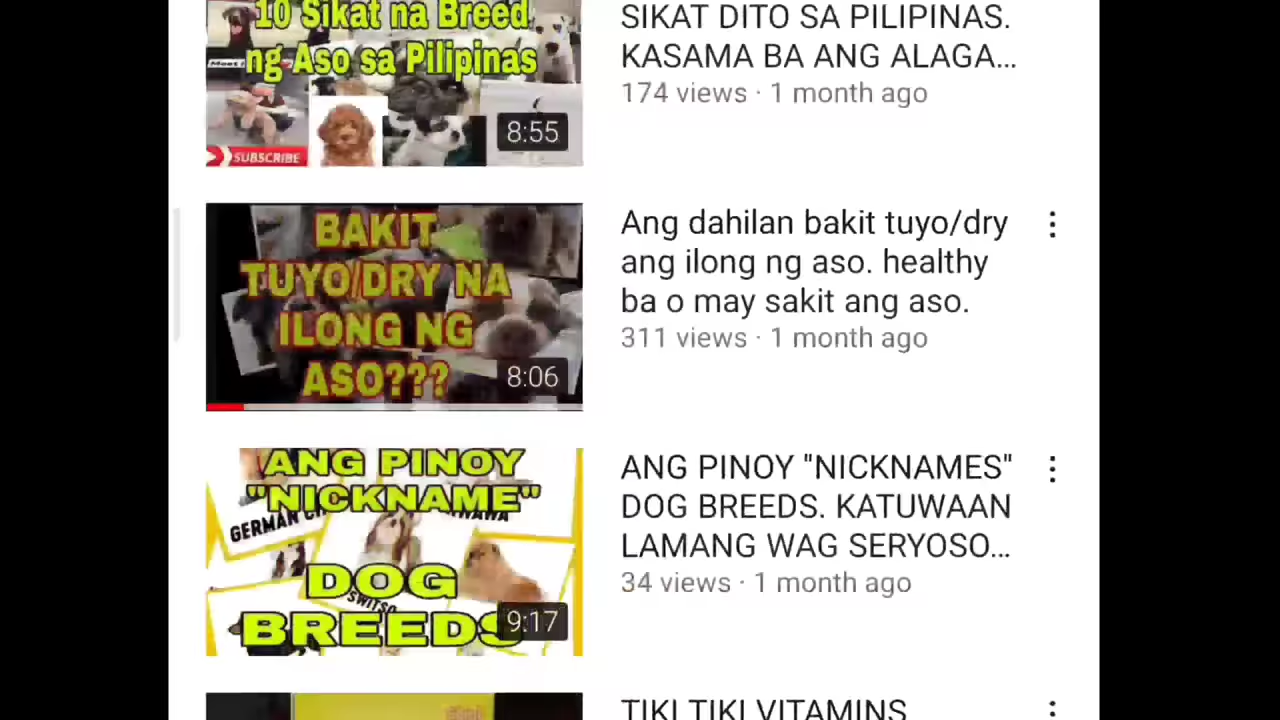 10 Sikat na Breed
ng Aso sa Pilipinas
SUBSCRIBE
8:55
SIKAT DITO SA PILIPINAS.
KASAMA BA ANG ALAGA...
174 views · 1 month ago
BAKIT
TUYO/DRY NA
ILONG NG
ASO???
8:06
Ang dahilan bakit tuyo/dry
ang ilong ng aso. healthy
ba o may sakit ang aso.
311 views · 1 month ago
ANG PINOY
"NICKNAME"
GERMAN
DOG
SWITSO
BREEDS
9:17
ANG PINOY "NICKNAMES"
DOG BREEDS. KATUWAAN
LAMANG WAG SERYOSO...
34 views · 1 month ago
TIKI TIKI VITAMINS